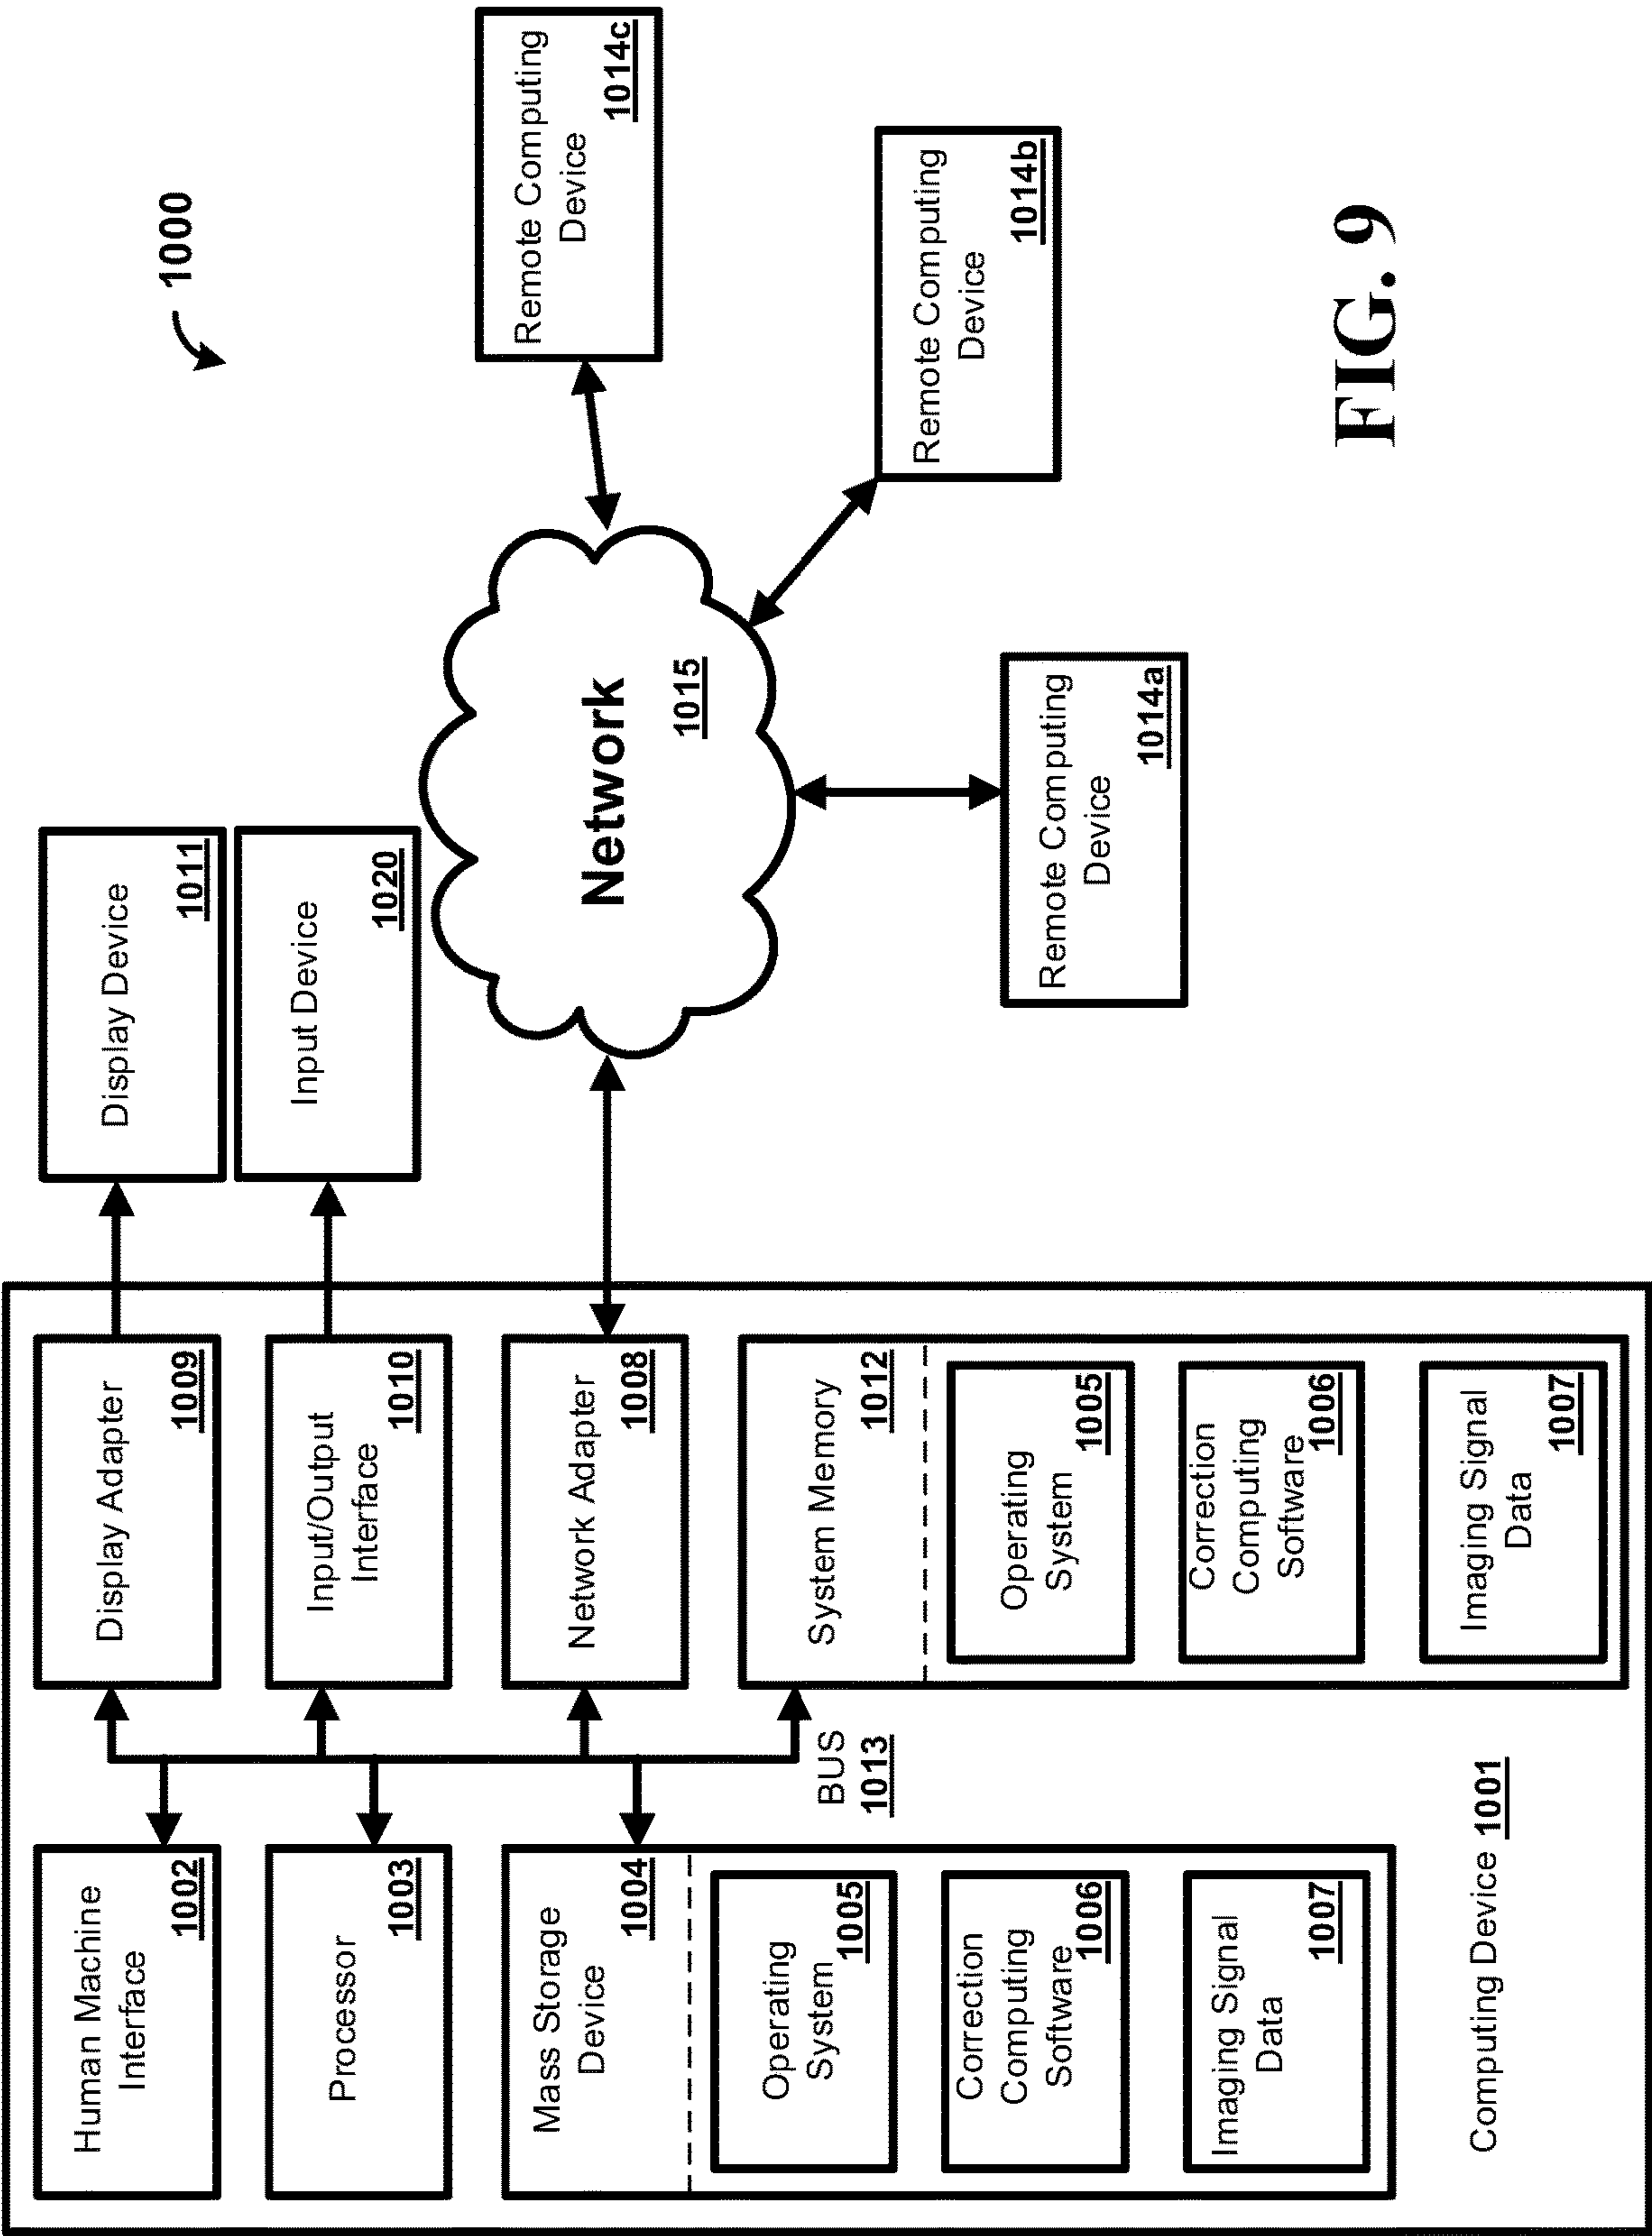 1000
Human Machine
Interface
1002
Display Adapter
1009
Display Device
1011
Processor
1003
Input/Output
Interface
1010
Input Device
1020
Mass Storage
Device
1004
Network Adapter
1008
Network
1015
Remote Computing
Device
1014c
Operating
System
1005
BUS
1013
System Memory
1012
Remote Computing
Device
1014b
Correction
Computing
Software
1006
Operating
System
1005
Remote Computing
Device
1014a
Imaging Signal
Data
1007
Correction
Computing
Software
1006
Imaging Signal
Data
1007
Computing Device 1001
FIG. 9